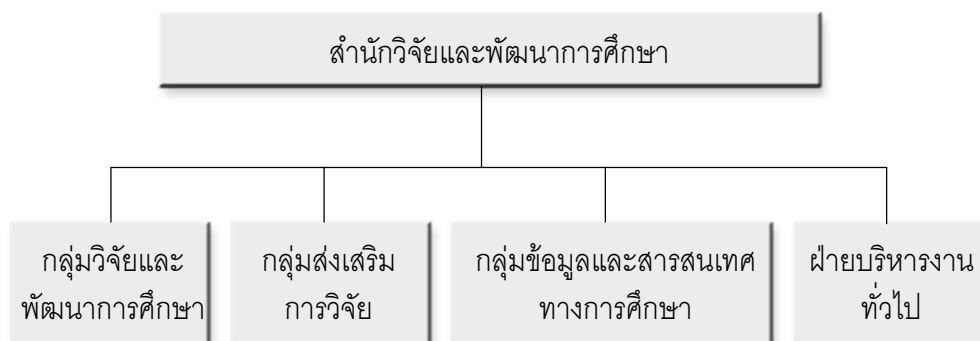 สำนักวิจัยและพัฒนาการศึกษา
กลุ่มวิจัยและ
พัฒนาการศึกษา
กลุ่มส่งเสริม
การวิจัย
กลุ่มข้อมูลและสารสนเทศ
ทางการศึกษา
ฝ่ายบริหารงาน
ทั่วไป